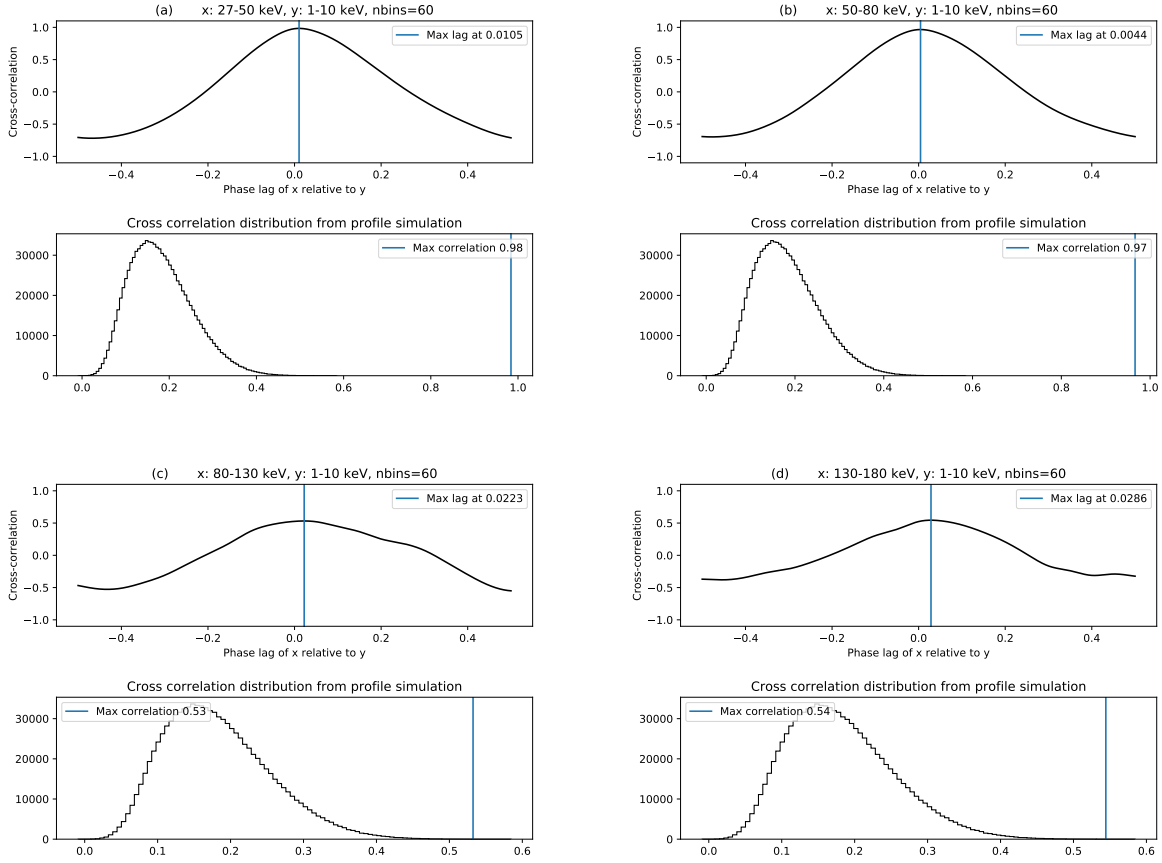 (a) x: 27-50 keV, y: 1-10 keV, nbins=60
Cross-correlation
1.0
0.5
0.0
−0.5
−1.0
Max lag at 0.0105
−0.4 −0.2 0.0 0.2 0.4
Phase lag of x relative to y
Cross correlation distribution from profile simulation
30000
20000
10000
0
Max correlation 0.98
0.0 0.2 0.4 0.6 0.8 1.0
(b) x: 50-80 keV, y: 1-10 keV, nbins=60
Cross-correlation
1.0
0.5
0.0
−0.5
−1.0
Max lag at 0.0044
−0.4 −0.2 0.0 0.2 0.4
Phase lag of x relative to y
Cross correlation distribution from profile simulation
30000
20000
10000
0
Max correlation 0.97
0.0 0.2 0.4 0.6 0.8 1.0
(c) x: 80-130 keV, y: 1-10 keV, nbins=60
Cross-correlation
1.0
0.5
0.0
−0.5
−1.0
Max lag at 0.0223
−0.4 −0.2 0.0 0.2 0.4
Phase lag of x relative to y
Cross correlation distribution from profile simulation
30000
20000
10000
0
Max correlation 0.53
0.0 0.1 0.2 0.3 0.4 0.5 0.6
(d) x: 130-180 keV, y: 1-10 keV, nbins=60
Cross-correlation
1.0
0.5
0.0
−0.5
−1.0
Max lag at 0.0286
−0.4 −0.2 0.0 0.2 0.4
Phase lag of x relative to y
Cross correlation distribution from profile simulation
30000
20000
10000
0
Max correlation 0.54
0.0 0.1 0.2 0.3 0.4 0.5 0.6